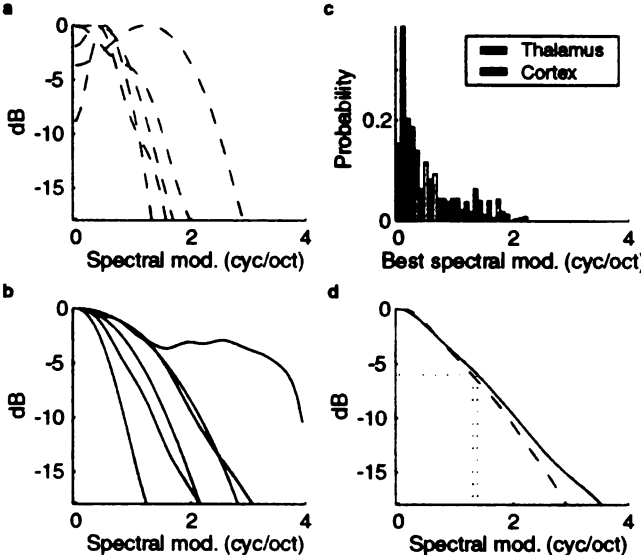 a
0
-5
-10
-15
dB
0 2 4
Spectral mod. (cyc/oct)
c
Thalamus
Cortex
Probability
0.2
0
0 2 4
Best spectral mod. (cyc/oct)
b
0
-5
-10
-15
dB
0 2 4
Spectral mod. (cyc/oct)
d
0
-5
-10
-15
dB
0 2 4
Spectral mod. (cyc/oct)